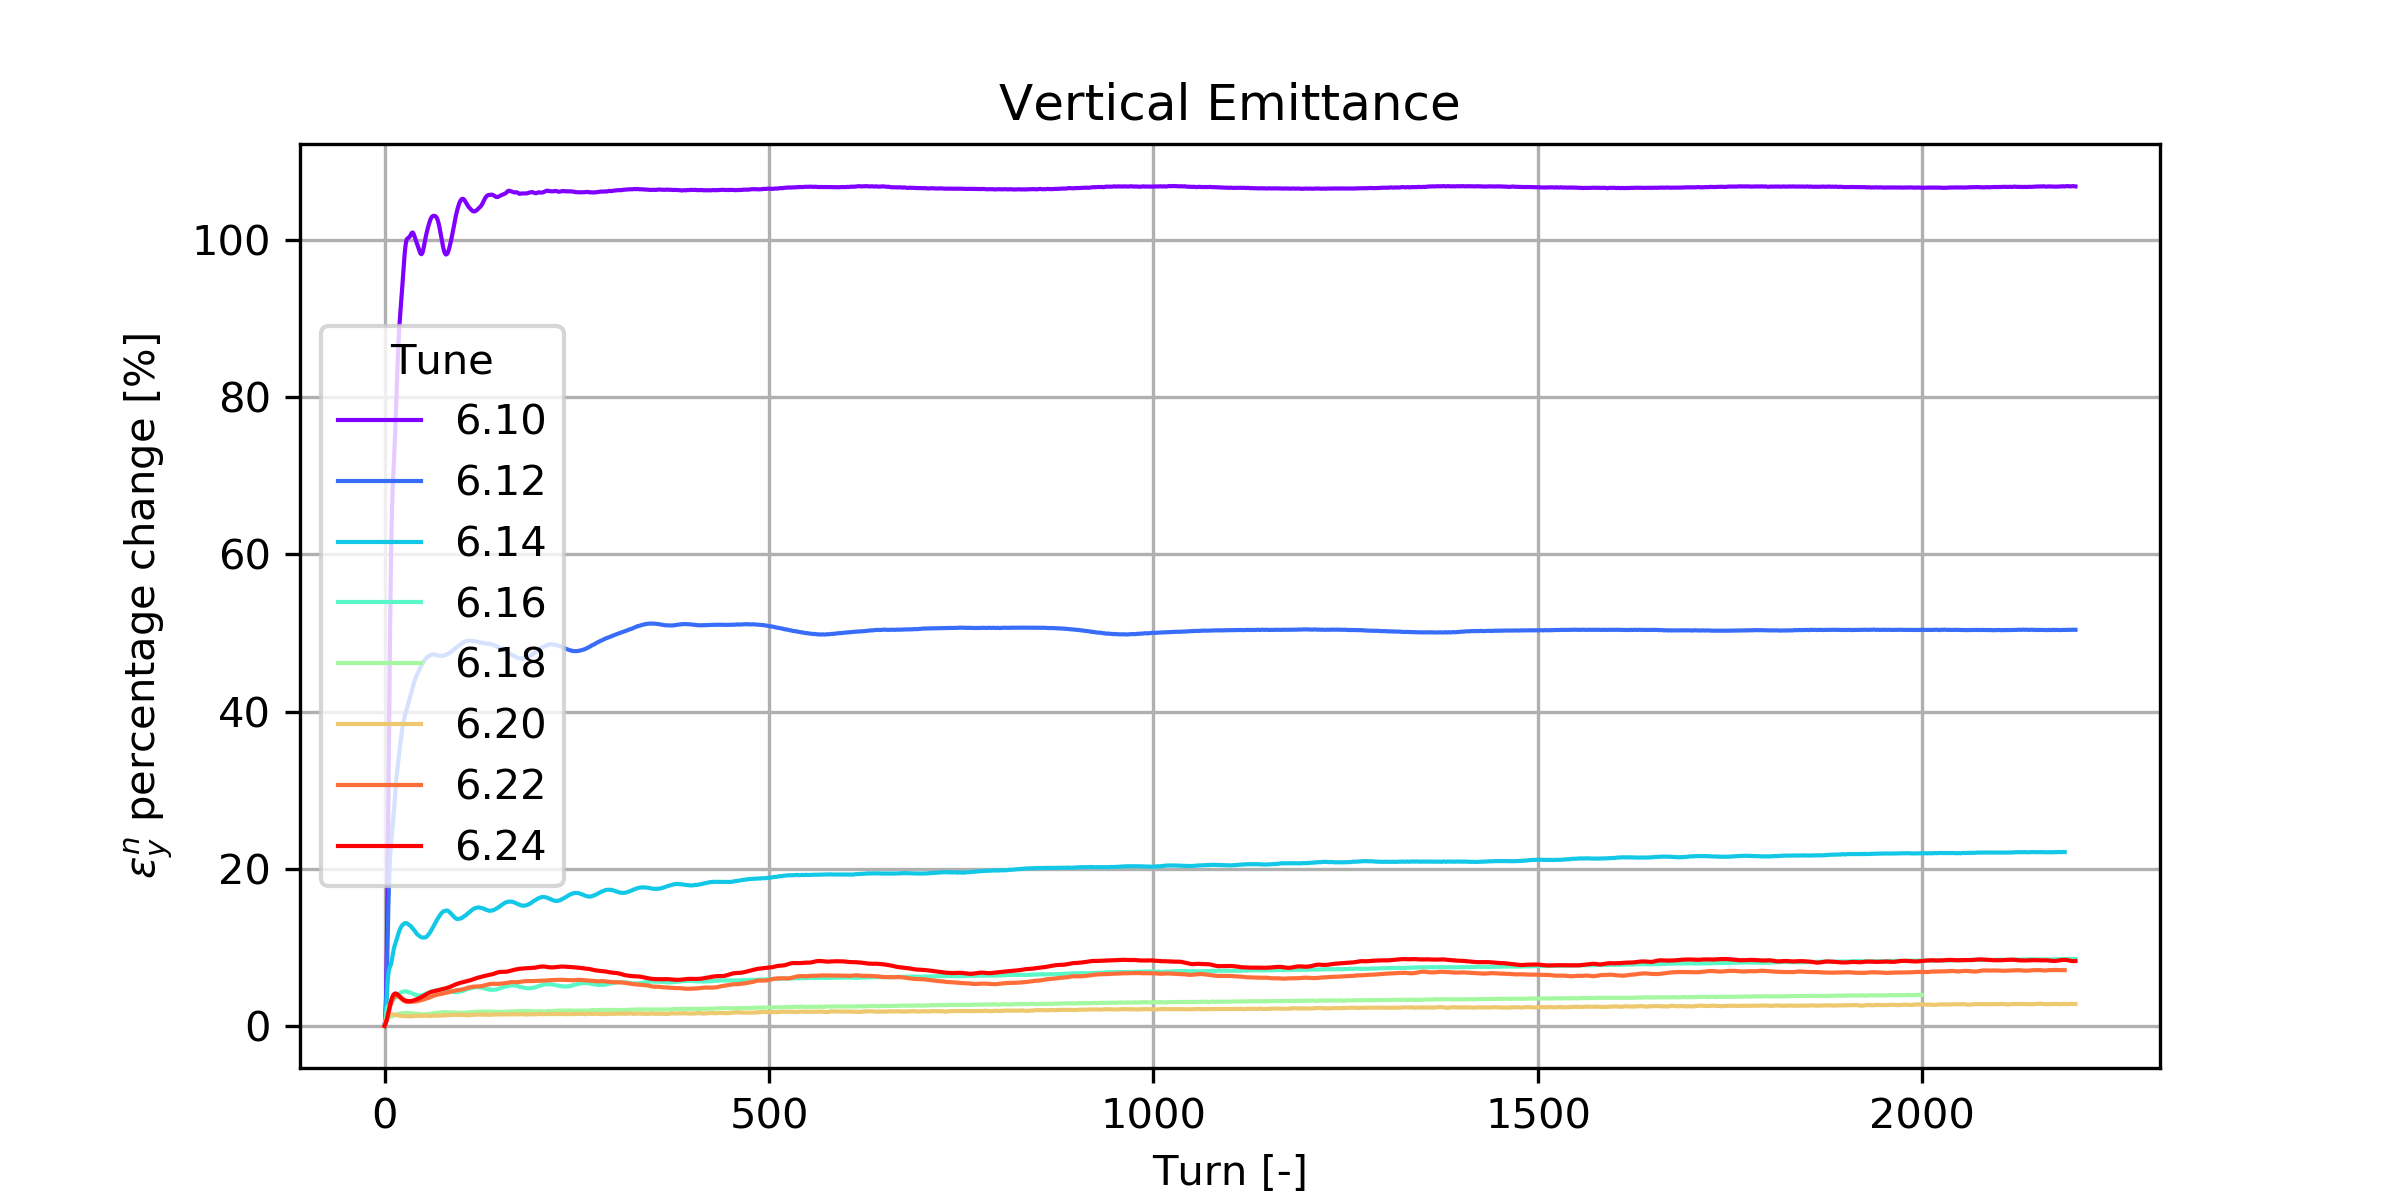 Vertical Emittance
ε_y^n percentage change [%]
100
80
60
40
20
0
Tune
6.10
6.12
6.14
6.16
6.18
6.20
6.22
6.24
0 500 1000 1500 2000
Turn [-]